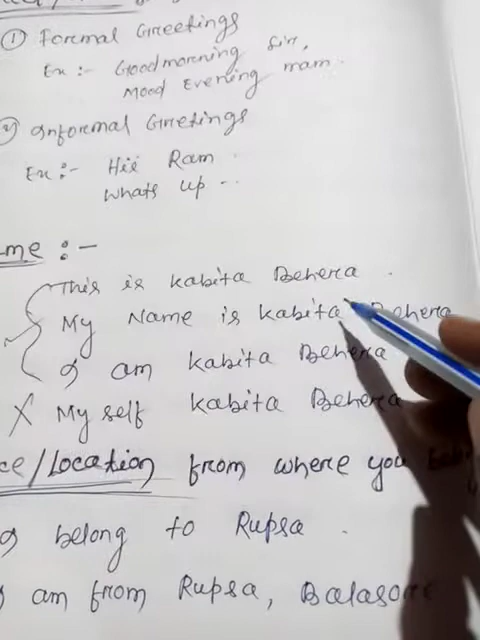 ① Formal Greetings
Ex :- Goodmorning Sir,
Mood Evening mam.
Informal Greetings
Ex :- Hii Ram
Whats up --
me :-
This is Kabita Behera.
My Name is Kabita Behera
I am Kabita Behera
X My self Kabita Behera
ce/Location from where you
I belong to Rupsa.
I am from Rupsa, Balasore